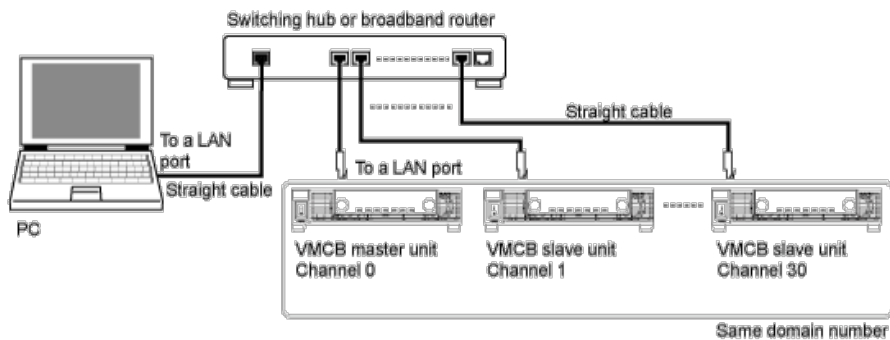 Switching hub or broadband router
Straight cable
To a LAN
port
To a LAN port
Straight cable
PC
VMCB master unit
Channel 0
VMCB slave unit
Channel 1
VMCB slave unit
Channel 30
Same domain number